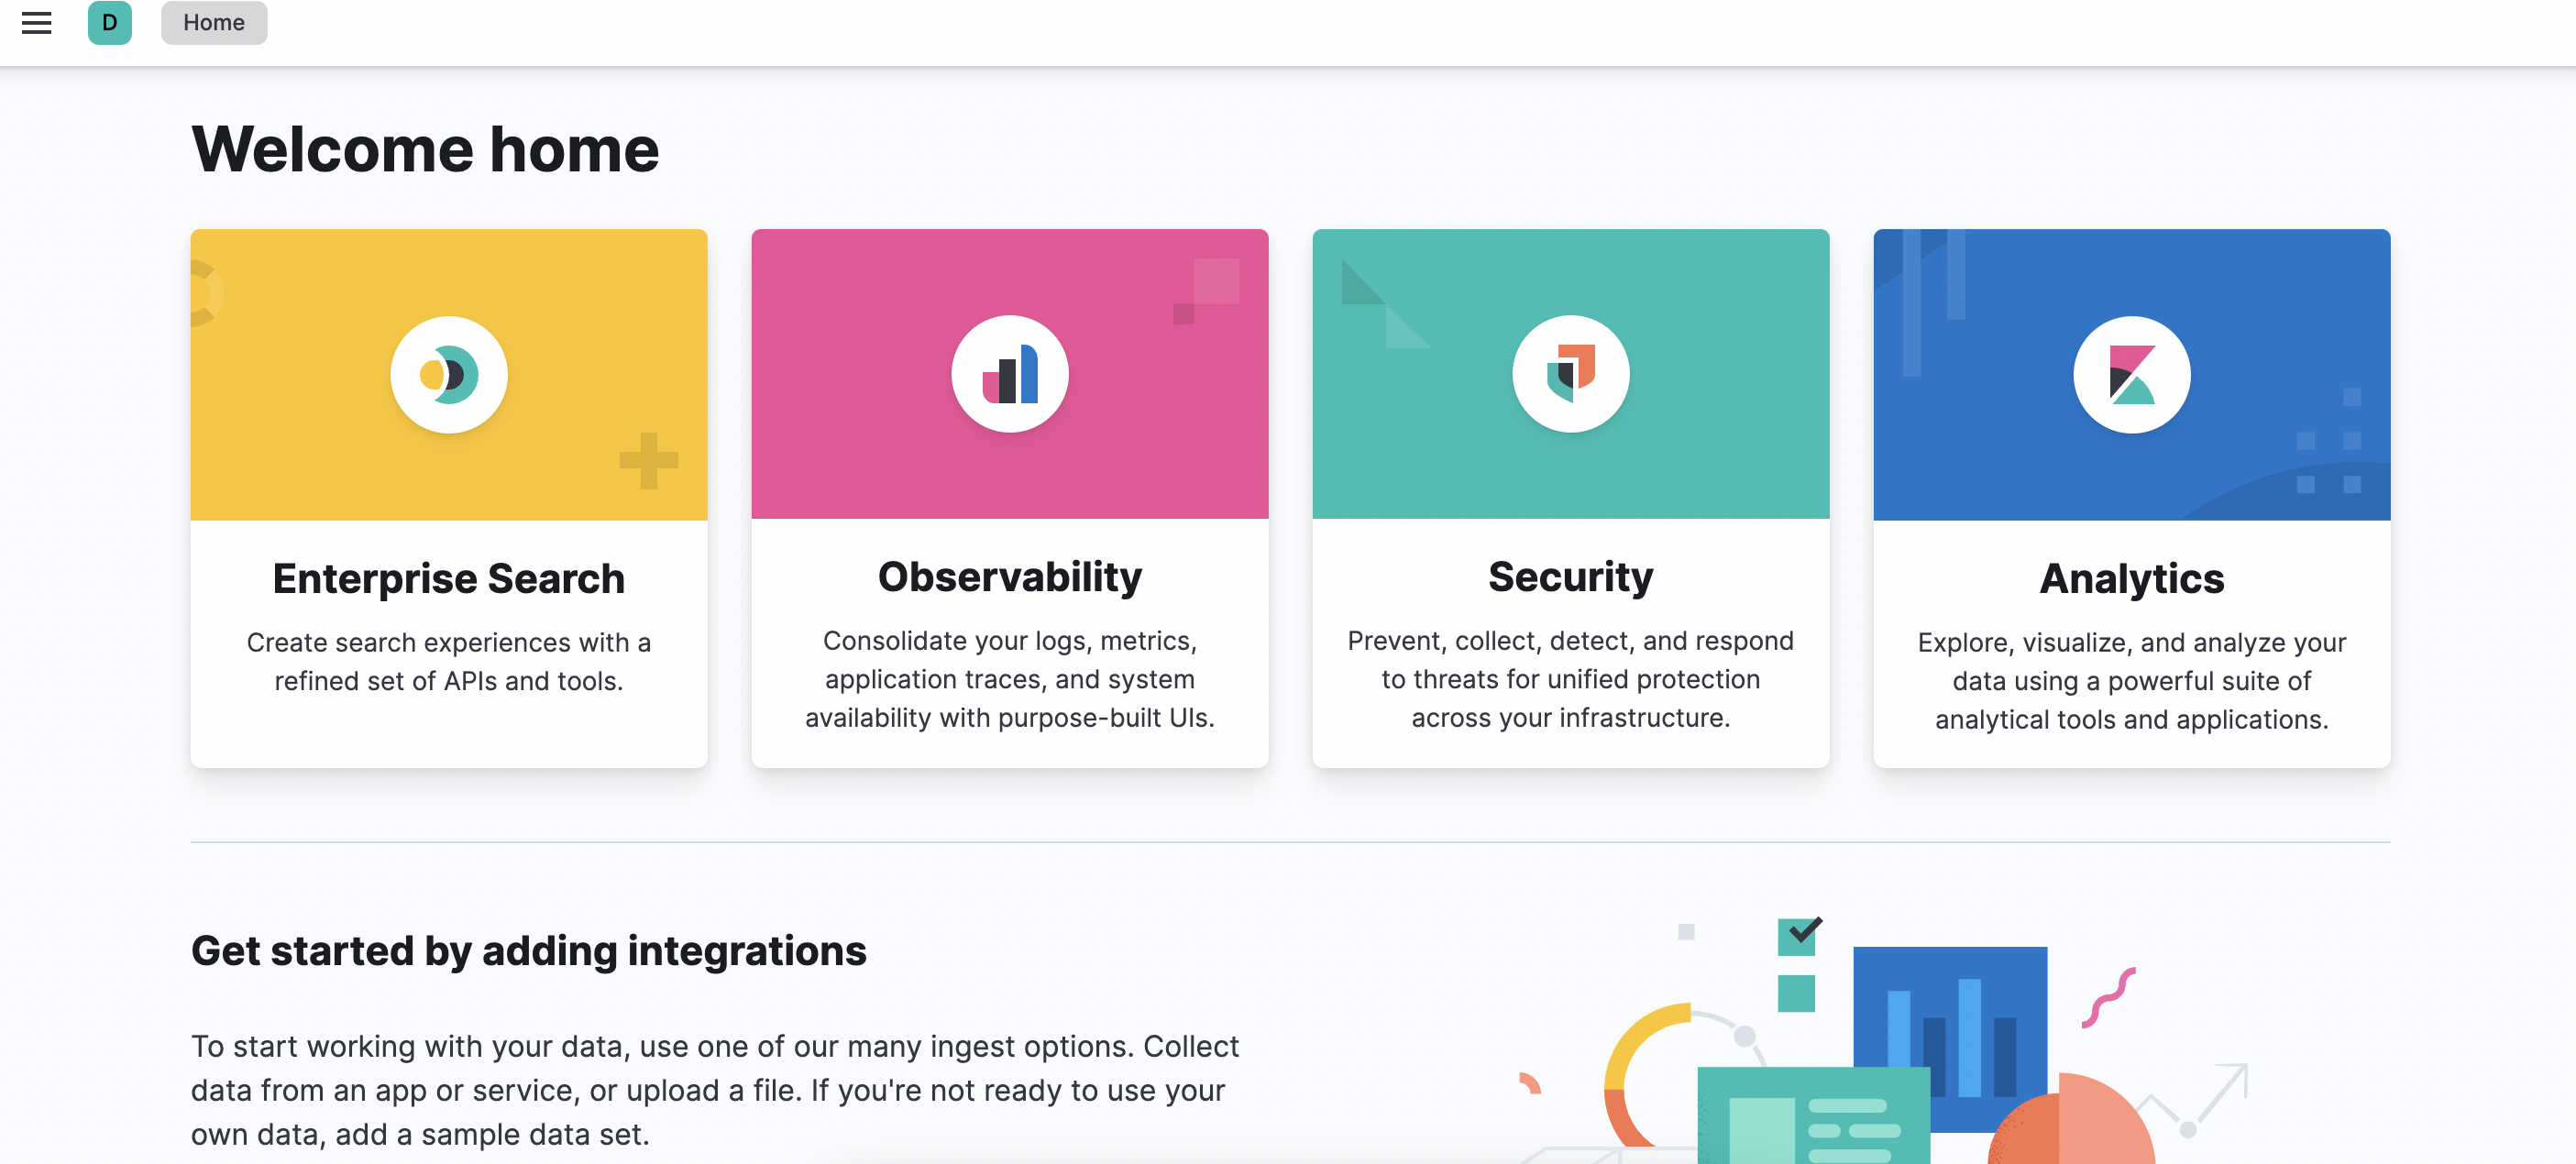 D Home
Welcome home
Enterprise Search
Create search experiences with a
refined set of APIs and tools.
Observability
Consolidate your logs, metrics,
application traces, and system
availability with purpose-built UIs.
Security
Prevent, collect, detect, and respond
to threats for unified protection
across your infrastructure.
Analytics
Explore, visualize, and analyze your
data using a powerful suite of
analytical tools and applications.
Get started by adding integrations
To start working with your data, use one of our many ingest options. Collect
data from an app or service, or upload a file. If you're not ready to use your
own data, add a sample data set.